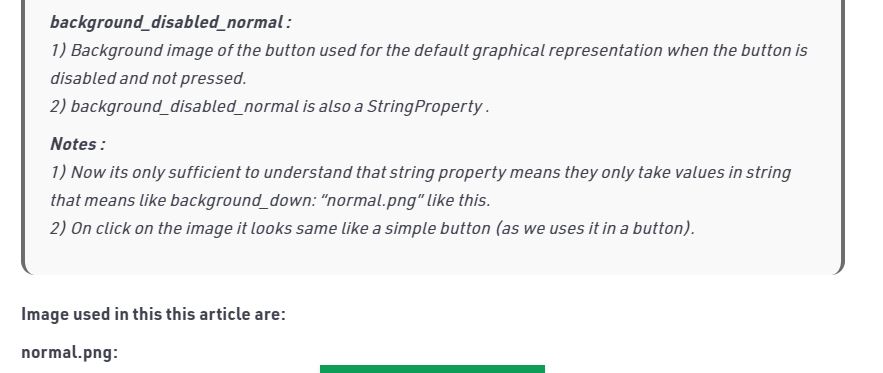 background_disabled_normal :
1) Background image of the button used for the default graphical representation when the button is
disabled and not pressed.
2) background_disabled_normal is also a StringProperty .
Notes :
1) Now its only sufficient to understand that string property means they only take values in string
that means like background_down: “normal.png” like this.
2) On click on the image it looks same like a simple button (as we uses it in a button).
Image used in this this article are:
normal.png: